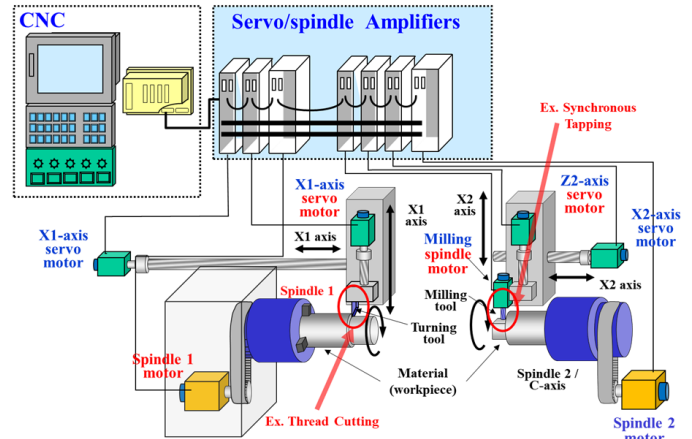 CNC
Servo/spindle Amplifiers
Ex. Synchronous
Tapping
X1-axis
servo
motor
X1
axis
X2
axis
Z2-axis
servo
motor
X2-axis
servo
motor
X1-axis
servo
motor
X1 axis
Milling
spindle
motor
X2 axis
Spindle 1
Milling
tool
Turning
tool
Spindle 1
motor
Material
(workpiece)
Spindle 2 /
C-axis
Ex. Thread Cutting
Spindle 2
motor